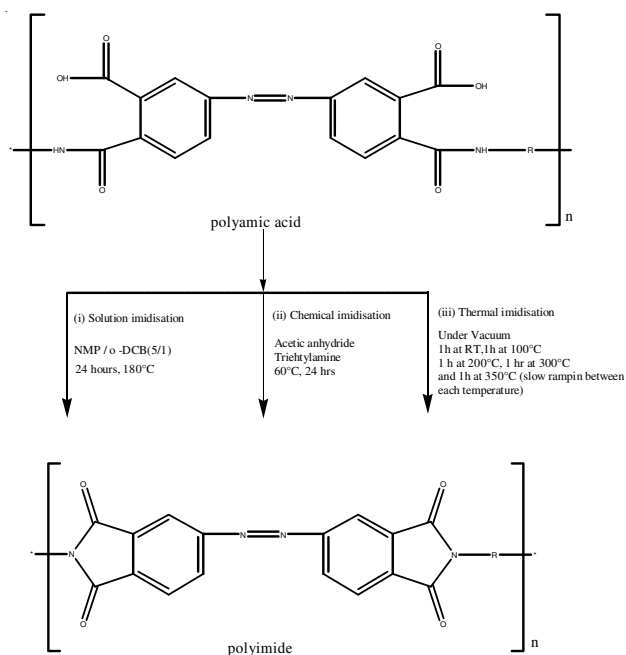 O O
OH N N OH
* HN NH R *
O O
n
polyamic acid
(i) Solution imidisation
NMP / o -DCB(5/1)
24 hours, 180°C
(ii) Chemical imidisation
Acetic anhydride
Triehtylamine
60°C, 24 hrs
(iii) Thermal imidisation
Under Vacuum
1h at RT,1h at 100°C
1 h at 200°C, 1 hr at 300°C
and 1h at 350°C (slow rampin between
each temperature)
O O
N N
* N N R *
O O
n
polyimide